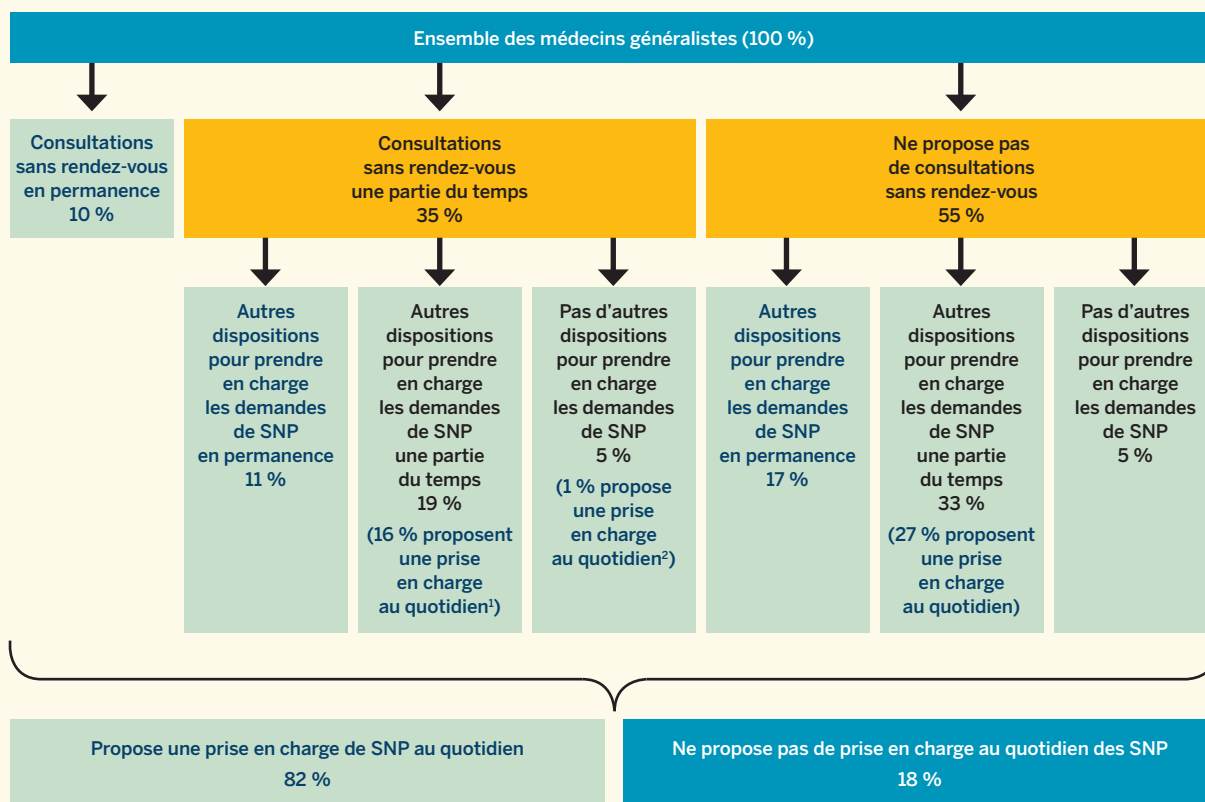 Ensemble des médecins généralistes (100 %)
Consultations
sans rendez-vous
en permanence
10 %
Consultations
sans rendez-vous
une partie du temps
35 %
Ne propose pas
de consultations
sans rendez-vous
55 %
Autres
dispositions
pour prendre
en charge
les demandes
de SNP
en permanence
11 %
Autres
dispositions
pour prendre
en charge
les demandes
de SNP
une partie
du temps
19 %
(16 % proposent
une prise
en charge
au quotidien¹)
Pas d'autres
dispositions
pour prendre
en charge
les demandes
de SNP
5 %
(1 % propose
une prise
en charge
au quotidien²)
Autres
dispositions
pour prendre
en charge
les demandes
de SNP
en permanence
17 %
Autres
dispositions
pour prendre
en charge
les demandes
de SNP
une partie
du temps
33 %
(27 % proposent
une prise
en charge
au quotidien)
Pas d'autres
dispositions
pour prendre
en charge
les demandes
de SNP
5 %
Propose une prise en charge de SNP au quotidien
82 %
Ne propose pas de prise en charge au quotidien des SNP
18 %